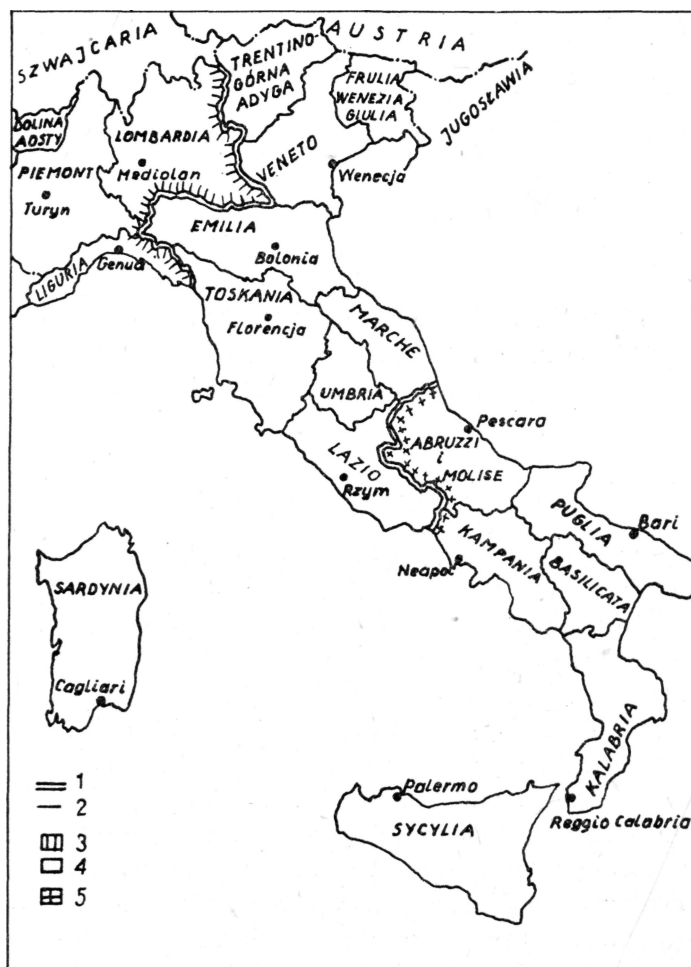 SZWAJCARIA
AUSTRIA
TRENTINO
GÓRNA
ADYGA
FRULIA
WENEZIA
GIULIA
JUGOSŁAWIA
DOLINA
AOSTY
LOMBARDIA
VENETO
PIEMONT
Mediolan
Wenecja
Turyn
EMILIA
Bolonia
LIGURIA
Genua
TOSKANIA
Florencja
MARCHE
UMBRIA
Pescara
ABRUZZI
i
MOLISE
LAZIO
Rzym
PUGLIA
Bari
KAMPANIA
Neapol
BASILICATA
SARDYNIA
Cagliari
KALABRIA
Palermo
Reggio Calabria
SYCYLIA
1
2
3
4
5